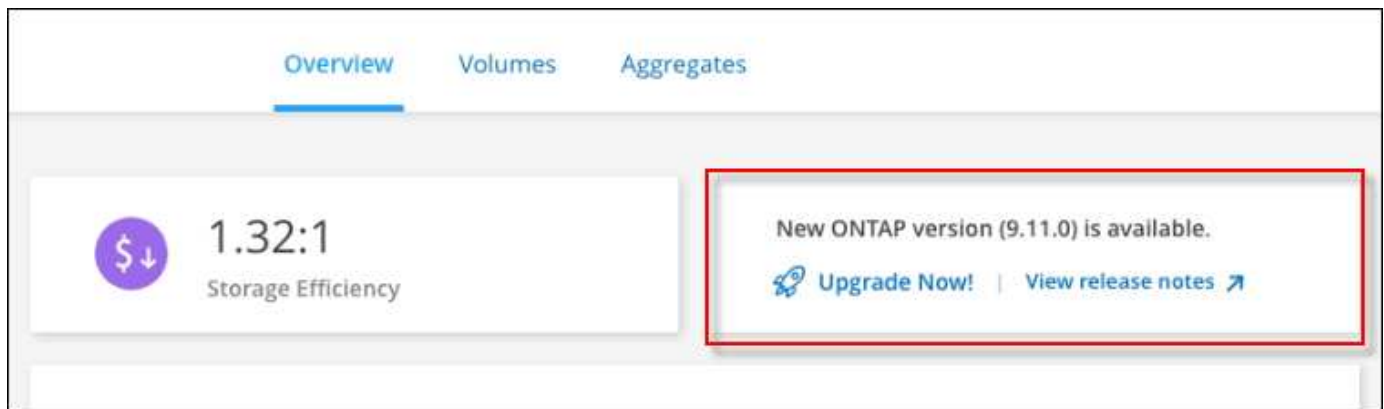 Overview Volumes Aggregates
1.32:1
Storage Efficiency
New ONTAP version (9.11.0) is available.
Upgrade Now! | View release notes